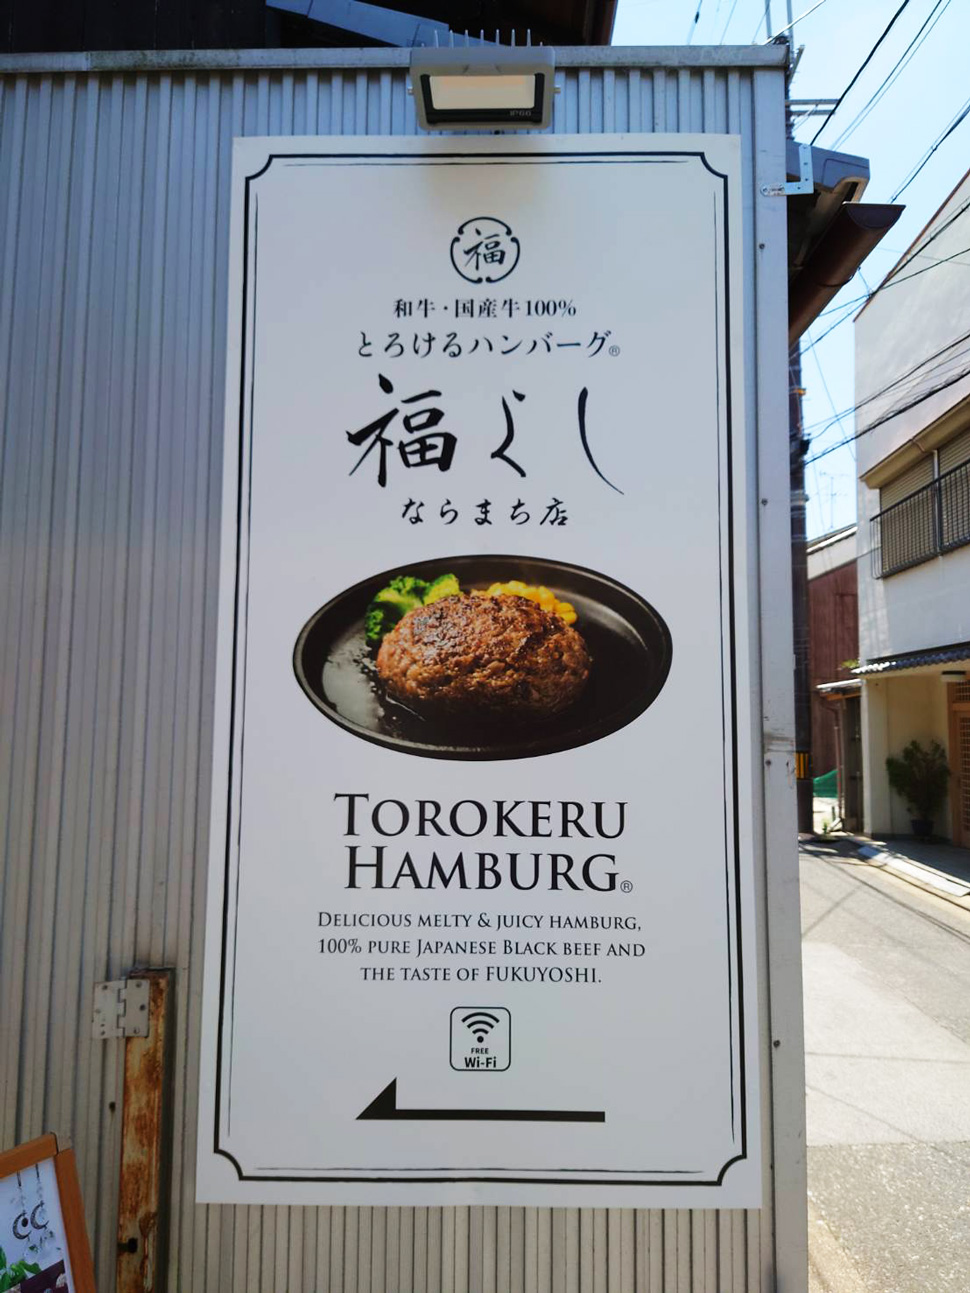 IP66
福
和牛・国産牛100%
とろけるハンバーグ®
福よし
ならまち店
TOROKERU
HAMBURG®
DELICIOUS MELTY & JUICY HAMBURG,
100% PURE JAPANESE BLACK BEEF AND
THE TASTE OF FUKUYOSHI.
FREE
Wi-Fi